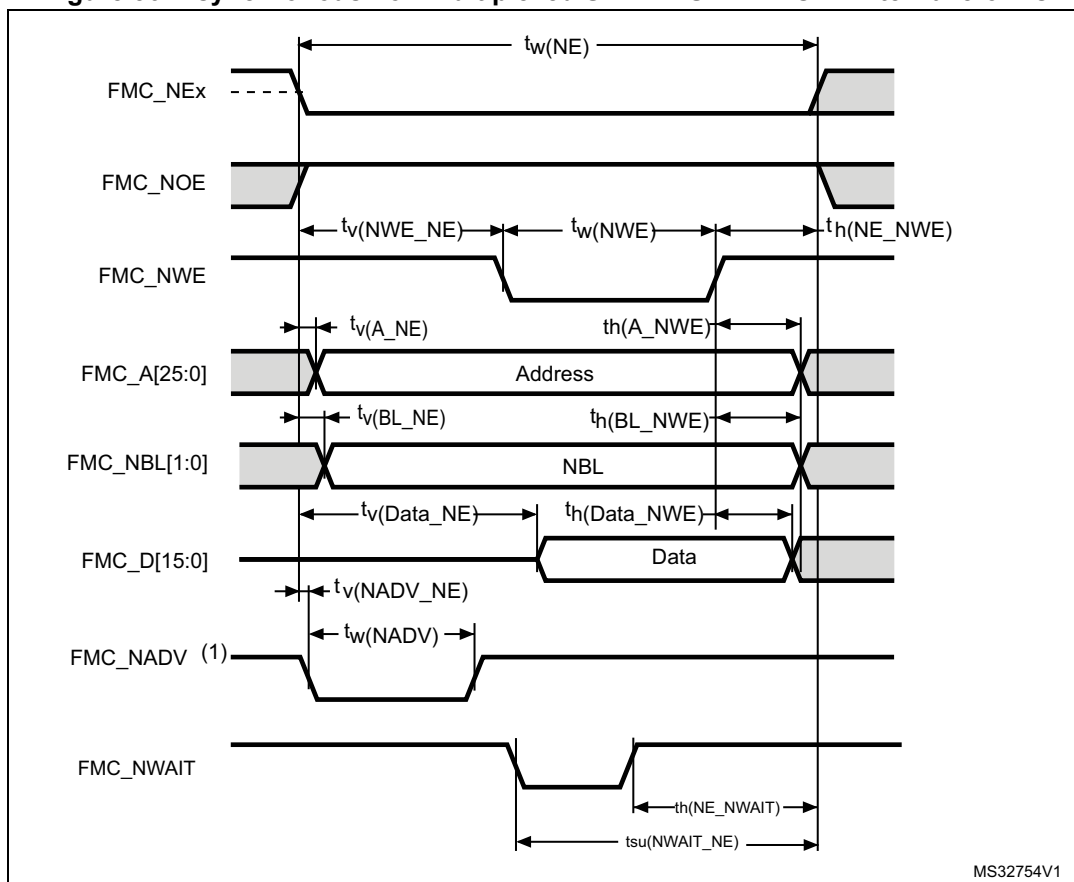 tw(NE)
FMC_NEx
FMC_NOE
tv(NWE_NE) tw(NWE) th(NE_NWE)
FMC_NWE
tv(A_NE) th(A_NWE)
FMC_A[25:0] Address
tv(BL_NE) th(BL_NWE)
FMC_NBL[1:0] NBL
tv(Data_NE) th(Data_NWE)
FMC_D[15:0] Data
tv(NADV_NE)
tw(NADV)
FMC_NADV (1)
FMC_NWAIT
th(NE_NWAIT)
tsu(NWAIT_NE)
MS32754V1